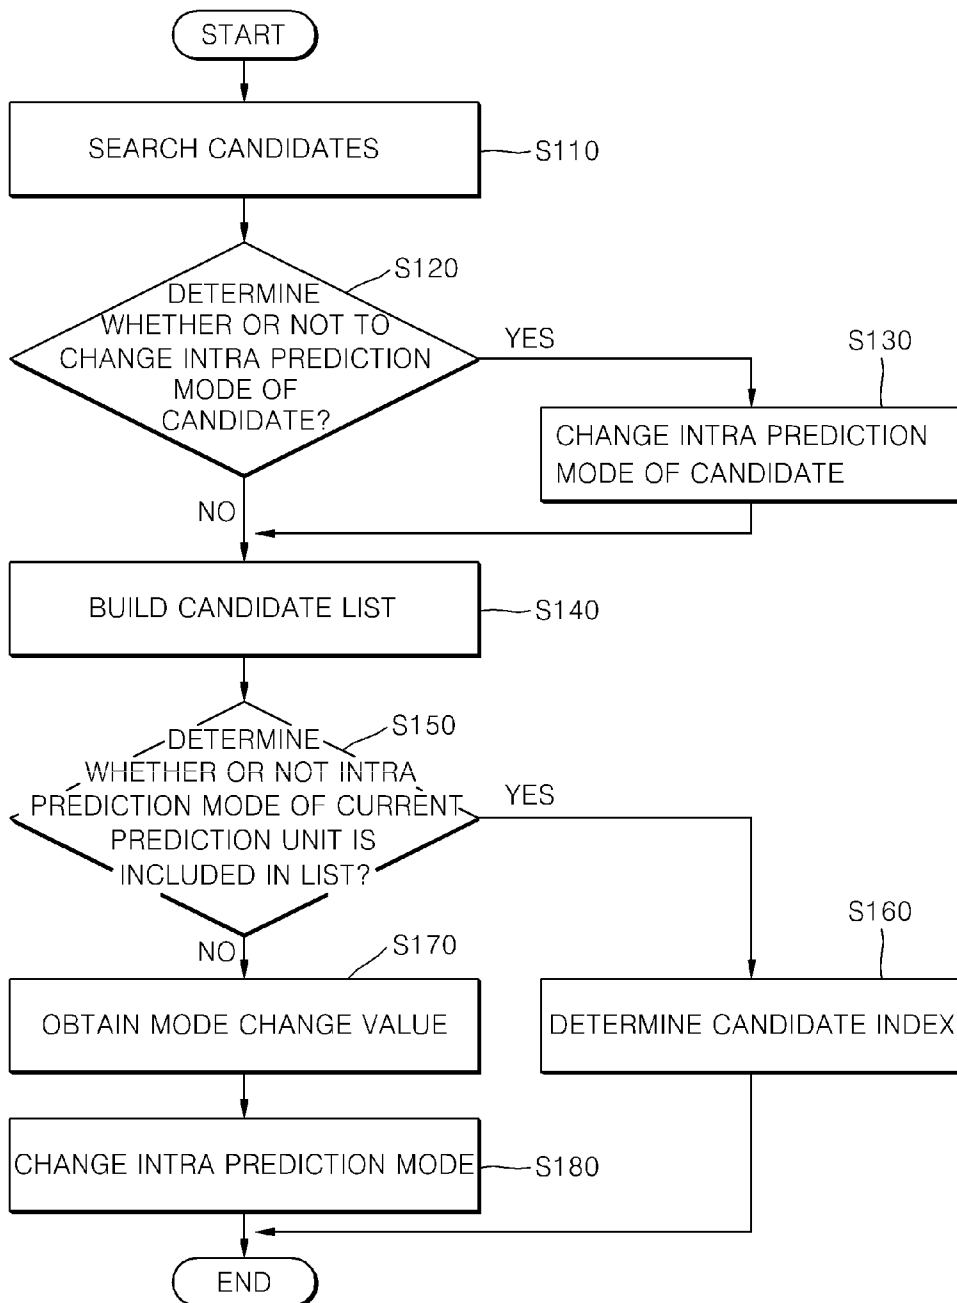 START
SEARCH CANDIDATES
S110
S120
DETERMINE
WHETHER OR NOT TO
CHANGE INTRA PREDICTION
MODE OF
CANDIDATE?
YES
S130
CHANGE INTRA PREDICTION
MODE OF CANDIDATE
NO
BUILD CANDIDATE LIST
S140
S150
DETERMINE
WHETHER OR NOT INTRA
PREDICTION MODE OF CURRENT
PREDICTION UNIT IS
INCLUDED IN LIST?
YES
S160
DETERMINE CANDIDATE INDEX
NO
S170
OBTAIN MODE CHANGE VALUE
CHANGE INTRA PREDICTION MODE
S180
END